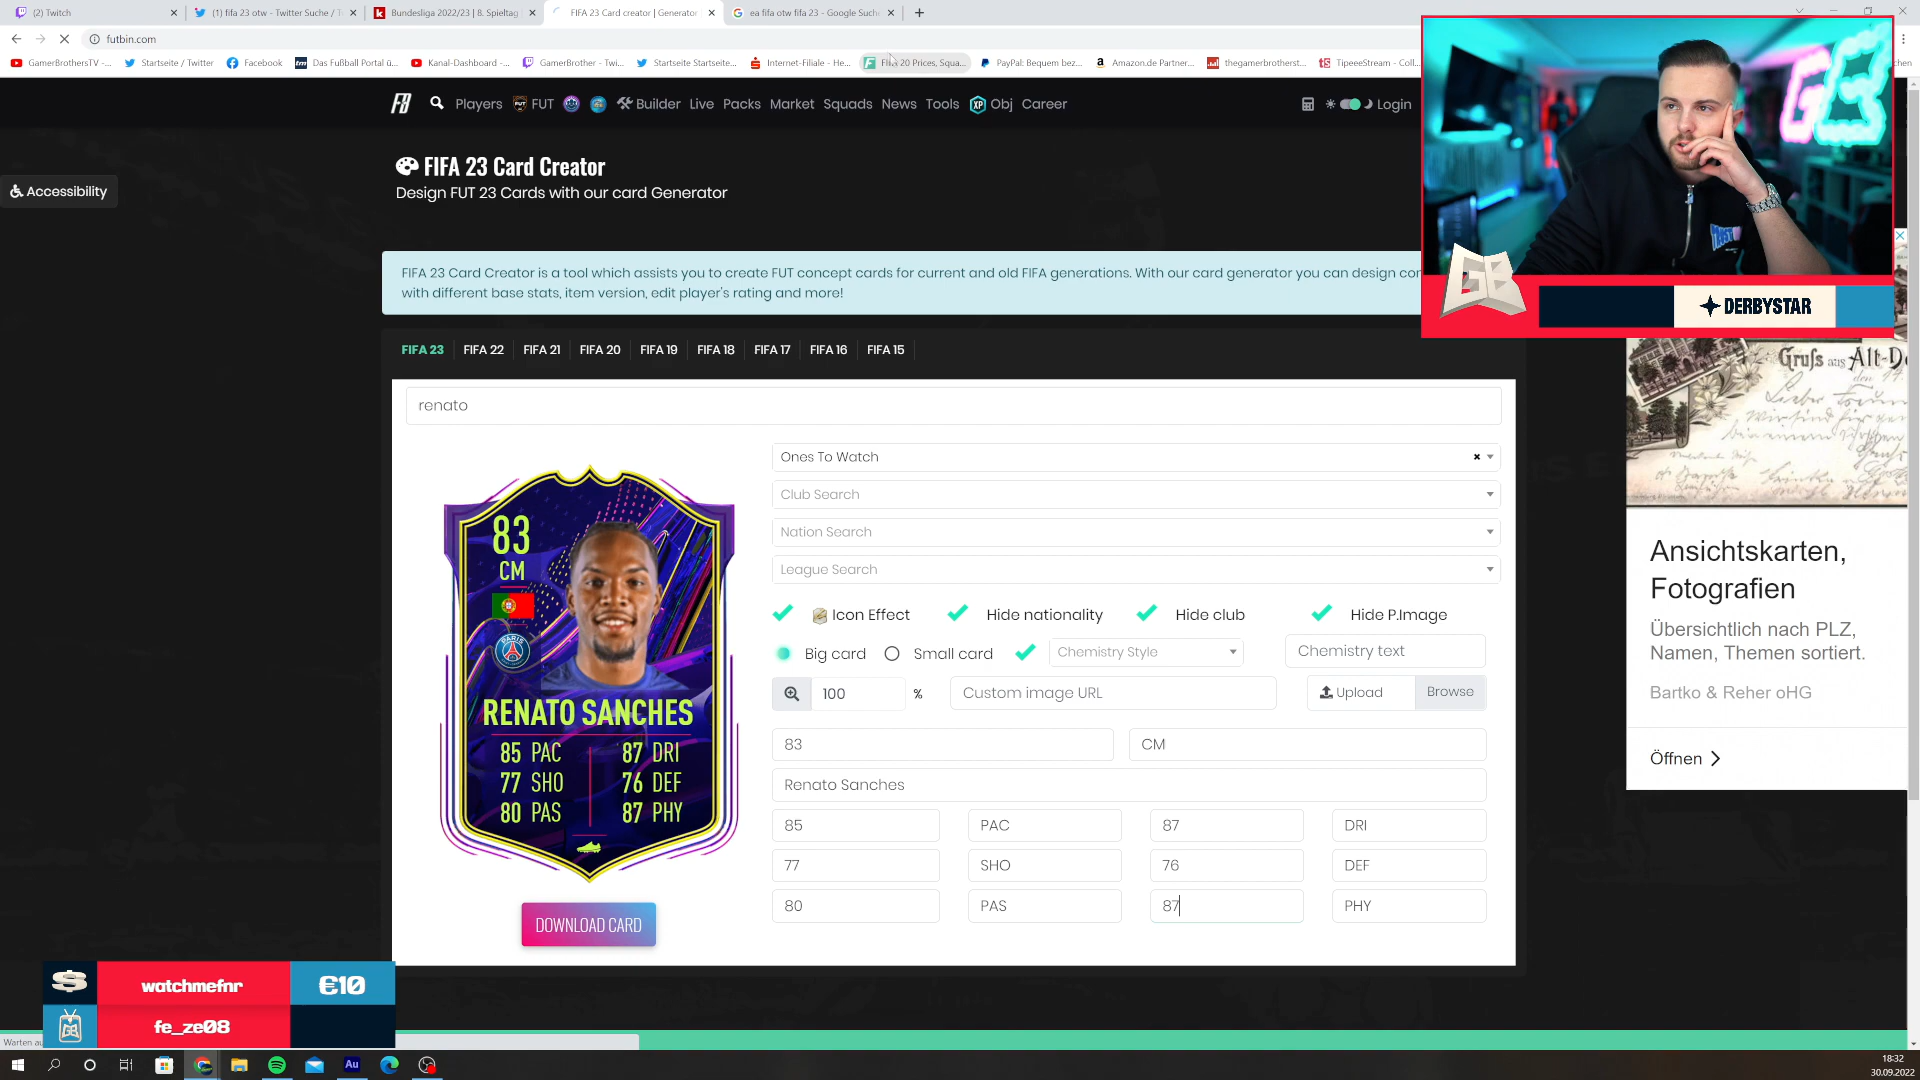 (2) Twitch
(1) fifa 23 otw - Twitter Suche / T
Bundesliga 2022/23 | 8. Spieltag
FIFA 23 Card creator | Generator
ea fifa otw fifa 23 - Google Such
futbin.com
GamerBrothersTV -...
Startseite / Twitter
Facebook
Das Fußball Portal ü...
Kanal-Dashboard -...
GamerBrother - Twi...
Startseite Startseite...
Internet-Filiale - He...
Fifa 20 Prices, Squa...
PayPal: Bequem bez...
Amazon.de Partner...
thegamerbrotherst...
TipeeeStream - Coll...
Players
FUT
Builder
Live
Packs
Market
Squads
News
Tools
XP Obj
Career
Login
Accessibility
FIFA 23 Card Creator
Design FUT 23 Cards with our card Generator
FIFA 23 Card Creator is a tool which assists you to create FUT concept cards for current and old FIFA generations. With our card generator you can design con
with different base stats, item version, edit player's rating and more!
GB
DERBYSTAR
FIFA 23
FIFA 22
FIFA 21
FIFA 20
FIFA 19
FIFA 18
FIFA 17
FIFA 16
FIFA 15
renato
Ones To Watch
Club Search
Nation Search
League Search
Icon Effect
Hide nationality
Hide club
Hide P.Image
Big card
Small card
Chemistry Style
Chemistry text
100
%
Custom image URL
Upload
Browse
83
CM
Renato Sanches
85 PAC 87 DRI
77 SHO 76 DEF
80 PAS 87 PHY
83
CM
PARIS
RENATO SANCHES
85 PAC 87 DRI
77 SHO 76 DEF
80 PAS 87 PHY
DOWNLOAD CARD
Gruß aus Alt-D
Ansichtskarten,
Fotografien
Übersichtlich nach PLZ,
Namen, Themen sortiert.
Bartko & Reher oHG
Öffnen
watchmefnr
€10
fe_ze08
Warten au
Au
18:32
30.09.2022